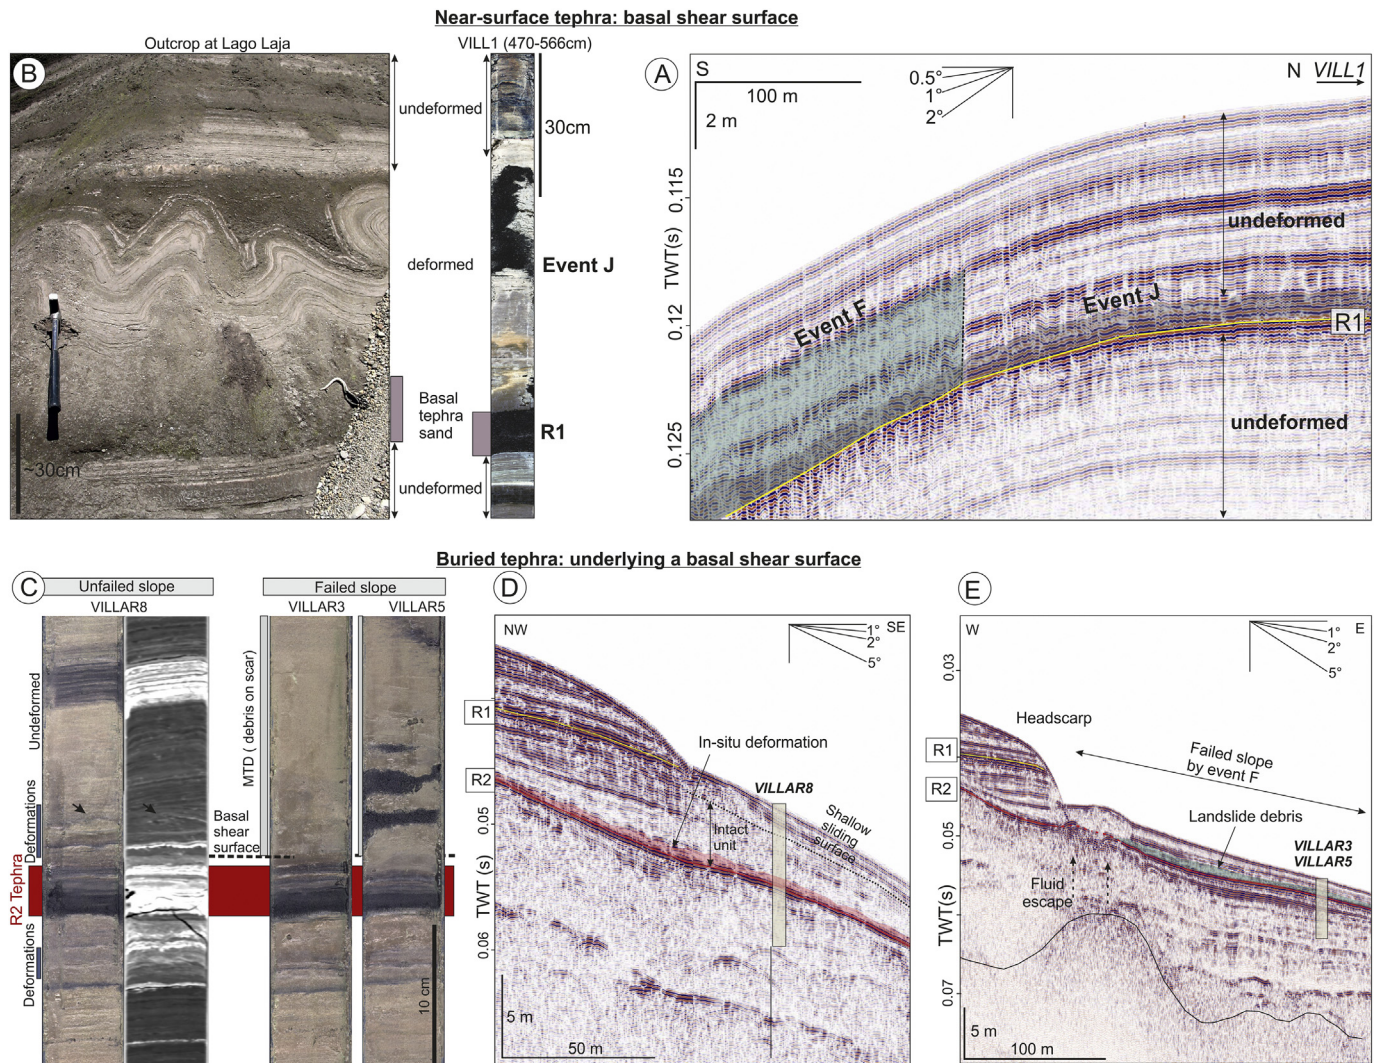 Near-surface tephra: basal shear surface
B
Outcrop at Lago Laja
~30cm
undeformed
deformed
Basal
tephra
sand
undeformed
VILL1 (470-566cm)
30cm
Event J
R1
A
S
100 m
2 m
0.5°
1°
2°
N
VILL1
TWT(s)
0.115
0.12
0.125
Event F
Event J
undeformed
R1
undeformed
Buried tephra: underlying a basal shear surface
C
Unfailed slope
VILLAR8
Failed slope
VILLAR3
VILLAR5
Undeformed
Deformations
R2 Tephra
Deformations
MTD ( debris on scar)
Basal
shear
surface
10 cm
D
NW
SE
1°
2°
5°
R1
R2
In-situ deformation
VILLAR8
Intact
unit
Shallow
sliding
surface
TWT (s)
0.05
0.06
5 m
50 m
E
W
E
1°
2°
5°
0.03
Headscarp
R1
R2
Failed slope
by event F
Landslide debris
VILLAR3
VILLAR5
Fluid
escape
TWT(s)
0.05
0.07
5 m
100 m